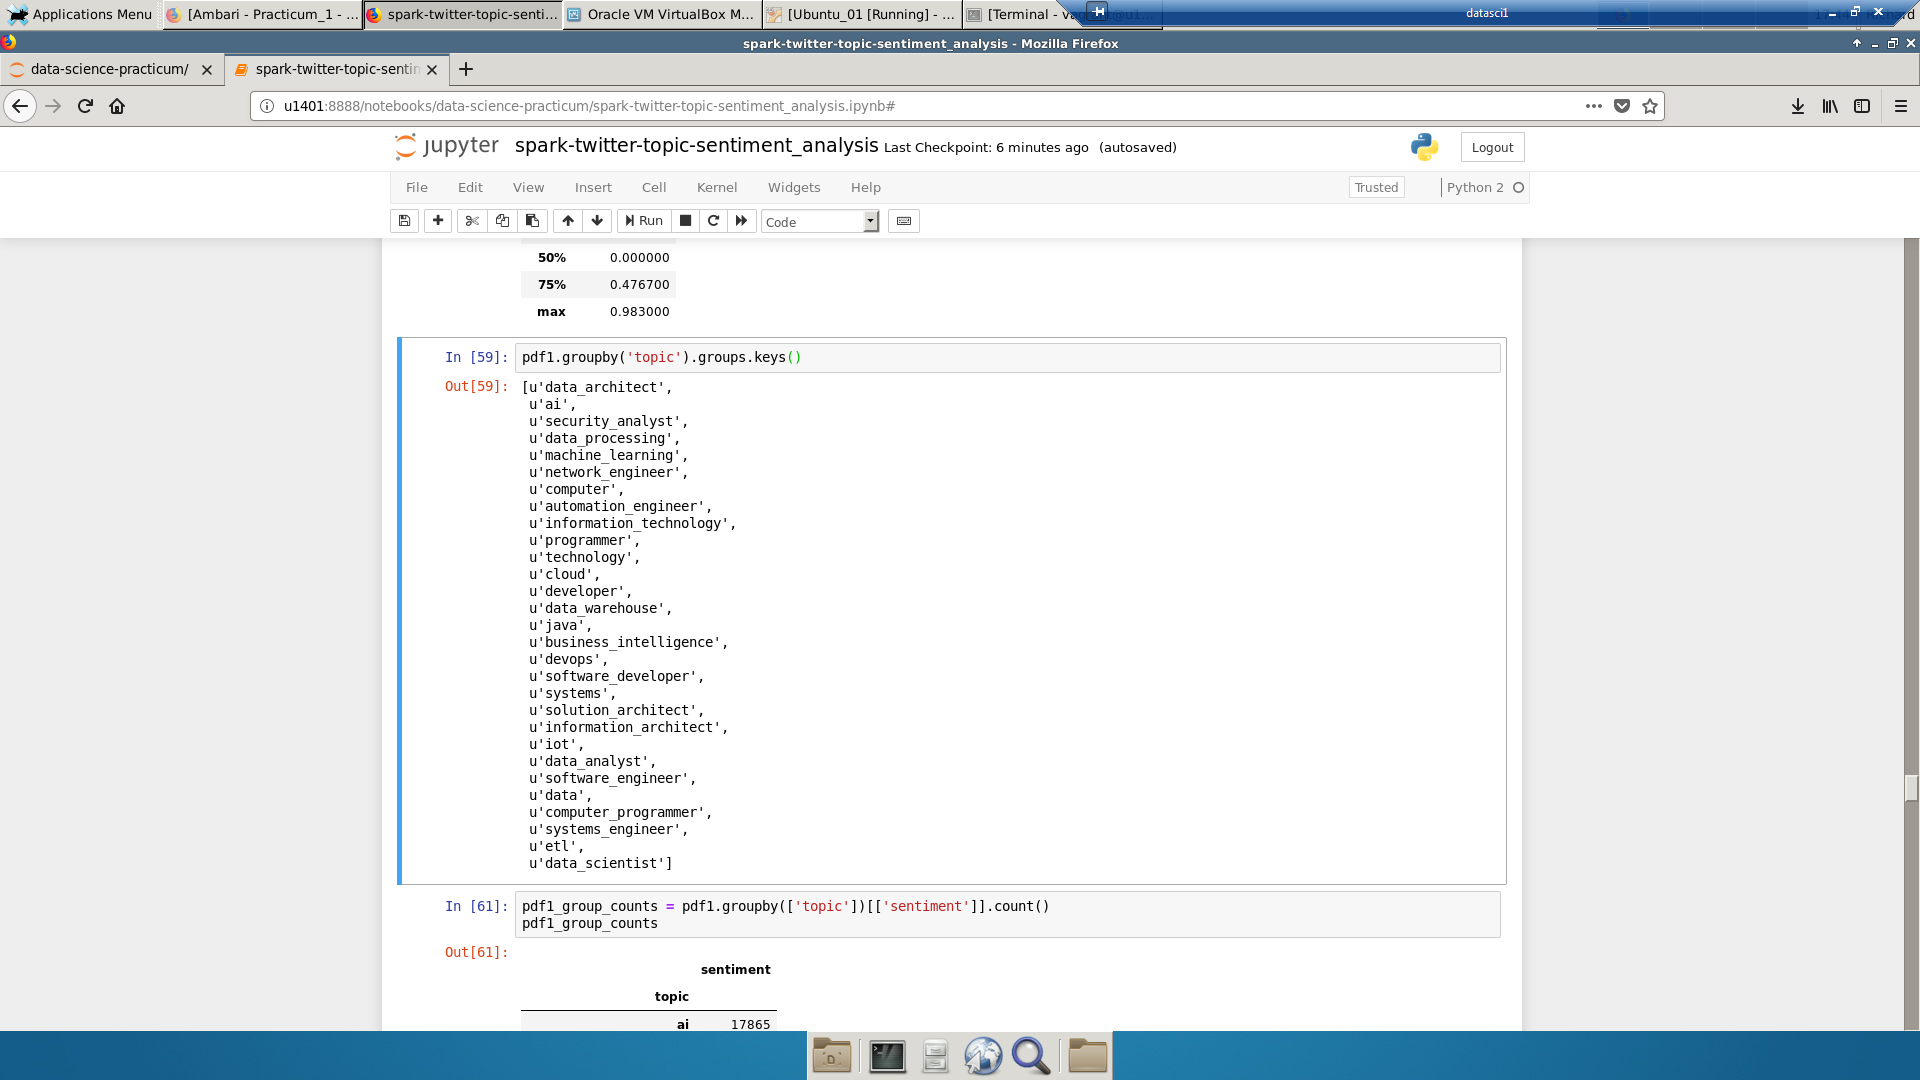 Applications Menu
[Ambari - Practicum_1 - ...
spark-twitter-topic-senti...
Oracle VM VirtualBox M...
[Ubuntu_01 [Running] - ...
[Terminal -
datasci1
spark-twitter-topic-sentiment_analysis - Mozilla Firefox
data-science-practicum/
spark-twitter-topic-sentin
u1401:8888/notebooks/data-science-practicum/spark-twitter-topic-sentiment_analysis.ipynb#
jupyter spark-twitter-topic-sentiment_analysis Last Checkpoint: 6 minutes ago (autosaved)
Logout
File Edit View Insert Cell Kernel Widgets Help
Trusted
Python 2
Run
Code
50% 0.000000
75% 0.476700
max 0.983000
In [59]: pdf1.groupby('topic').groups.keys()
Out[59]: [u'data_architect',
u'ai',
u'security_analyst',
u'data_processing',
u'machine_learning',
u'network_engineer',
u'computer',
u'automation_engineer',
u'information_technology',
u'programmer',
u'technology',
u'cloud',
u'developer',
u'data_warehouse',
u'java',
u'business_intelligence',
u'devops',
u'software_developer',
u'systems',
u'solution_architect',
u'information_architect',
u'iot',
u'data_analyst',
u'software_engineer',
u'data',
u'computer_programmer',
u'systems_engineer',
u'etl',
u'data_scientist']
In [61]: pdf1_group_counts = pdf1.groupby(['topic'])[['sentiment']].count()
pdf1_group_counts
Out[61]:
sentiment
topic
ai 17865